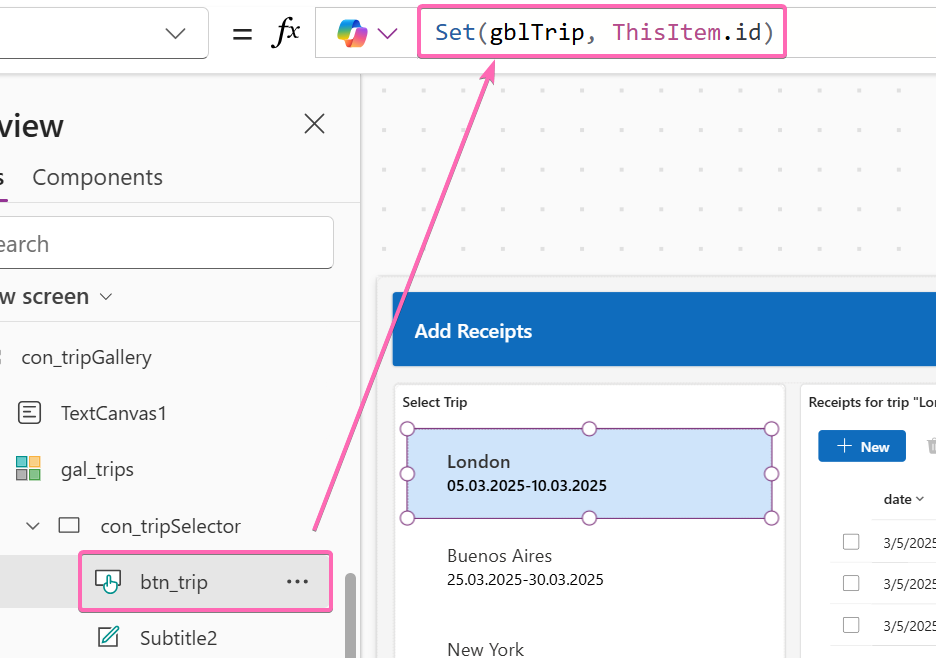 = fx
Set(gblTrip, ThisItem.id)
view
s Components
earch
w screen
con_tripGallery
TextCanvas1
gal_trips
con_tripSelector
btn_trip ...
Subtitle2
Add Receipts
Select Trip
London
05.03.2025-10.03.2025
Buenos Aires
25.03.2025-30.03.2025
New York
Receipts for trip "Lon
New
date
3/5/2025
3/5/2025
3/5/2025